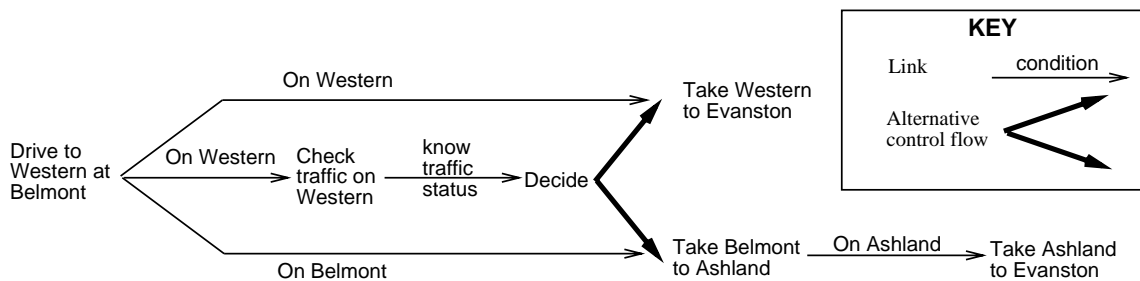 On Western
Take Western
to Evanston
Drive to
Western at
Belmont
On Western
Check
traffic on
Western
know
traffic
status
Decide
On Belmont
Take Belmont
to Ashland
On Ashland
Take Ashland
to Evanston
KEY
Link
condition
Alternative
control flow